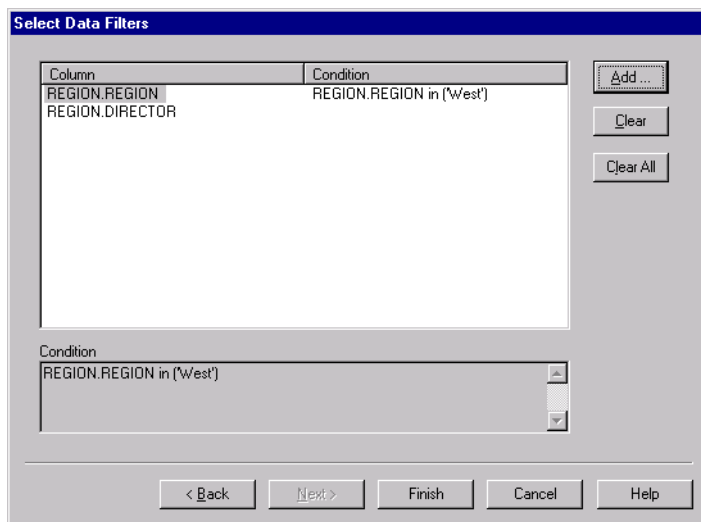 Select Data Filters
Column Condition
REGION.REGION REGION.REGION in ('West')
REGION.DIRECTOR
Add ...
Clear
Clear All
Condition
REGION.REGION in ('West')
< Back Next > Finish Cancel Help